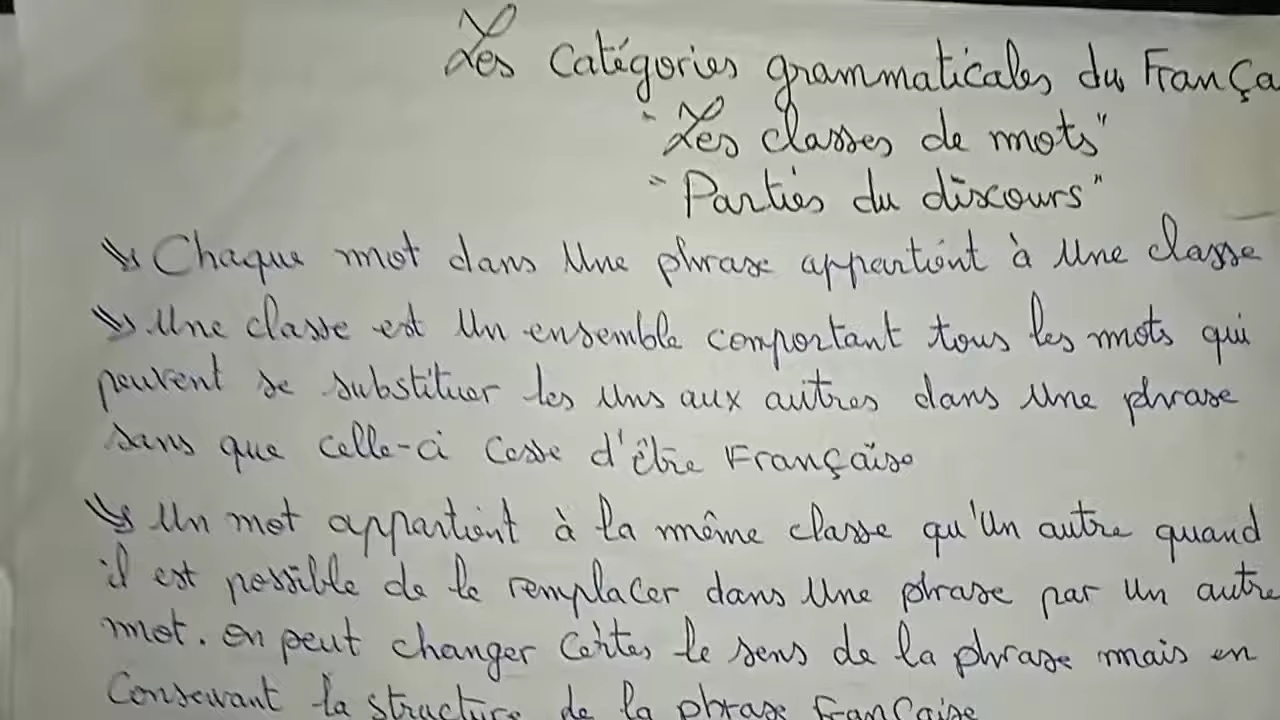 Les Catégories grammaticales du França
"Les classes de mots"
"Parties du discours"
Chaque mot dans une phrase appartient à une classe
Une classe est un ensemble comportant tous les mots qui
peuvent se substituer les uns aux autres dans une phrase
sans que celle-ci cesse d'être Française
Un mot appartient à la même classe qu'un autre quand
il est possible de le remplacer dans une phrase par un autre
mot. on peut changer certes le sens de la phrase mais en
Conservant la structure de la phrase française